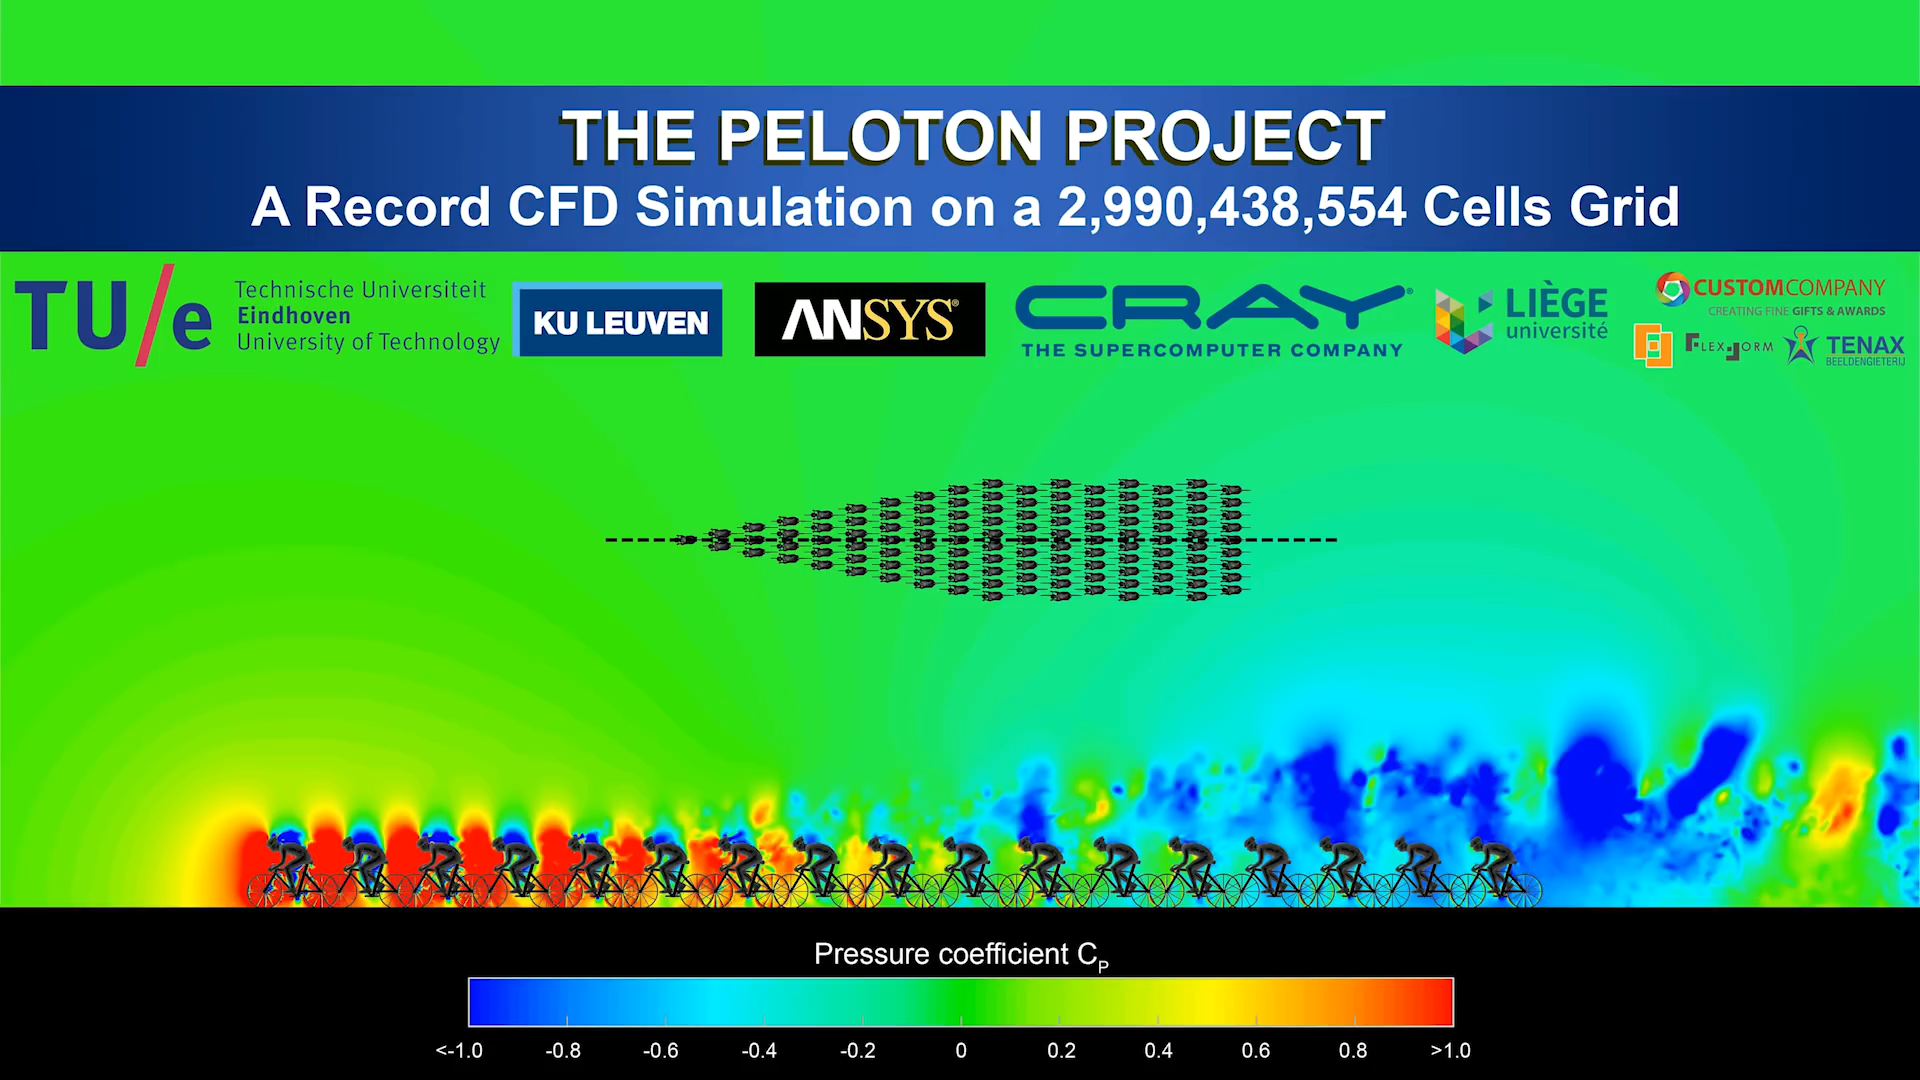 THE PELOTON PROJECT
A Record CFD Simulation on a 2,990,438,554 Cells Grid
TU/e
Technische Universiteit
Eindhoven
University of Technology
KU LEUVEN
ANSYS®
CRAY®
THE SUPERCOMPUTER COMPANY
LIÈGE
université
CUSTOMCOMPANY
CREATING FINE GIFTS & AWARDS
FLEXFORM
TENAX
BEELDENGIETERIJ
Pressure coefficient CP
<-1.0 -0.8 -0.6 -0.4 -0.2 0 0.2 0.4 0.6 0.8 >1.0